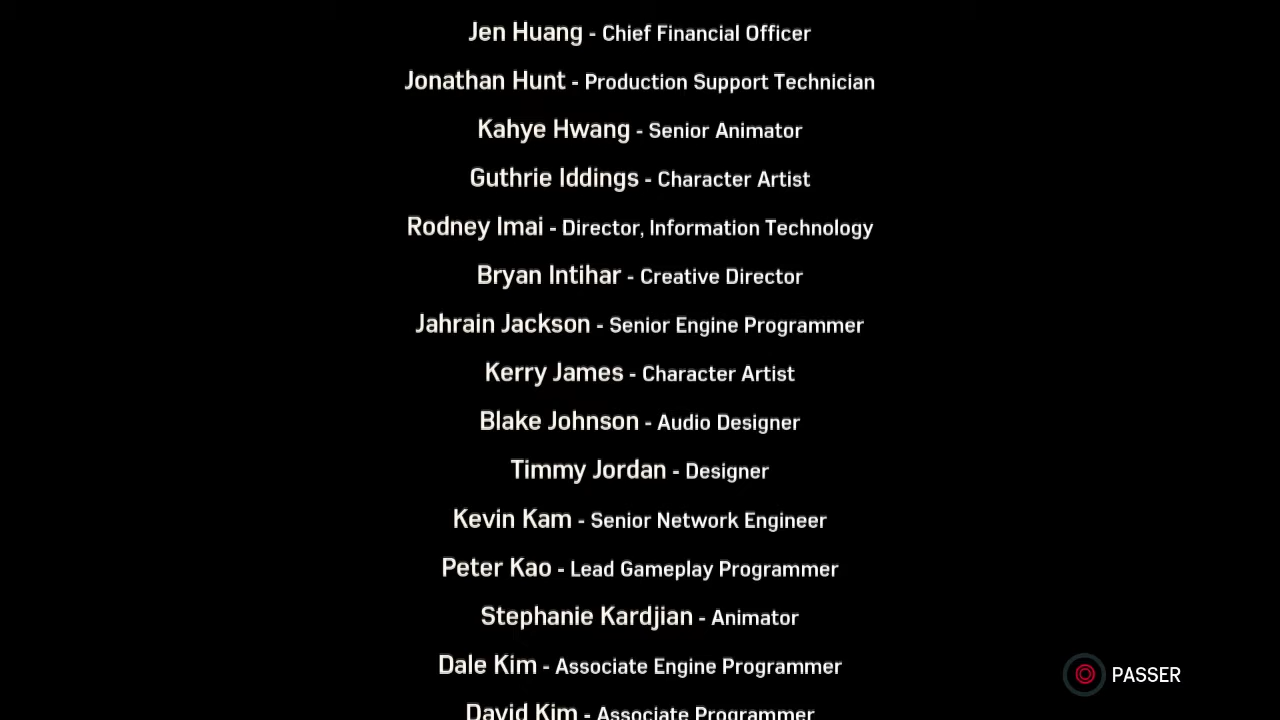 Jen Huang - Chief Financial Officer
Jonathan Hunt - Production Support Technician
Kahye Hwang - Senior Animator
Guthrie Iddings - Character Artist
Rodney Imai - Director, Information Technology
Bryan Intihar - Creative Director
Jahrain Jackson - Senior Engine Programmer
Kerry James - Character Artist
Blake Johnson - Audio Designer
Timmy Jordan - Designer
Kevin Kam - Senior Network Engineer
Peter Kao - Lead Gameplay Programmer
Stephanie Kardjian - Animator
Dale Kim - Associate Engine Programmer
PASSER
David Kim - Associate Programmer